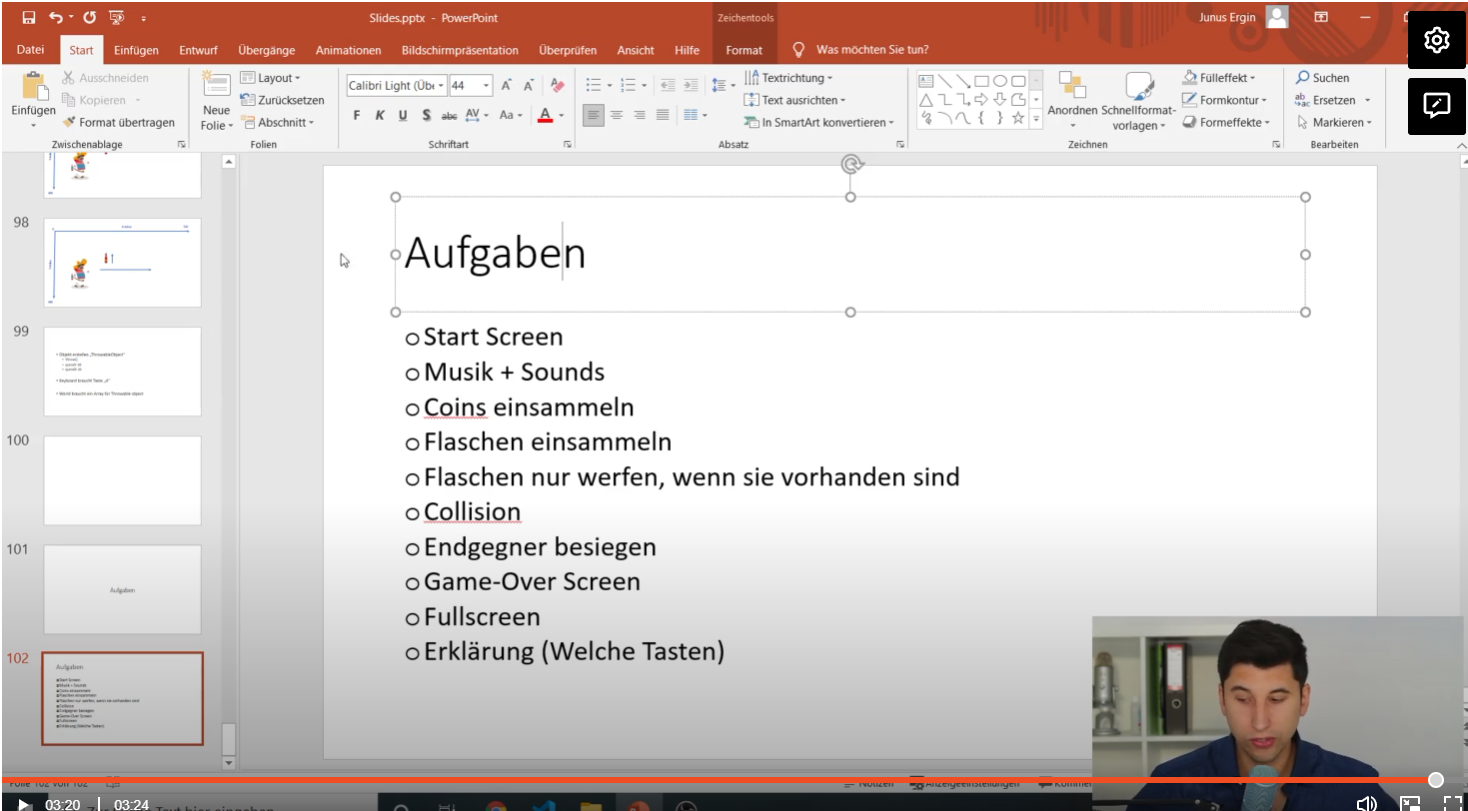 Slides.pptx - PowerPoint
Zeichentools
Junus Ergin
Datei Start Einfügen Entwurf Übergänge Animationen Bildschirmpräsentation Überprüfen Ansicht Hilfe Format Was möchten Sie tun?
Einfügen
Ausschneiden
Kopieren
Format übertragen
Zwischenablage
Neue Folie
Layout
Zurücksetzen
Abschnitt
Folien
Calibri Light (Übe 44
F K U S abc AV Aa A
Schriftart
Textrichtung
Text ausrichten
In SmartArt konvertieren
Absatz
Anordnen
Schnellformat-
vorlagen
Fülleffekt
Formkontur
Formeffekte
Zeichnen
Suchen
Ersetzen
Markieren
Bearbeiten
98
99
100
101
Aufgaben
102
Aufgaben
Aufgaben
Start Screen
Musik + Sounds
Coins einsammeln
Flaschen einsammeln
Flaschen nur werfen, wenn sie vorhanden sind
Collision
Endgegner besiegen
Game-Over Screen
Fullscreen
Erklärung (Welche Tasten)
Folie 102 von 102
Notizen Anzeigeeinstellungen
03:20 03:24
Text hier eingeben